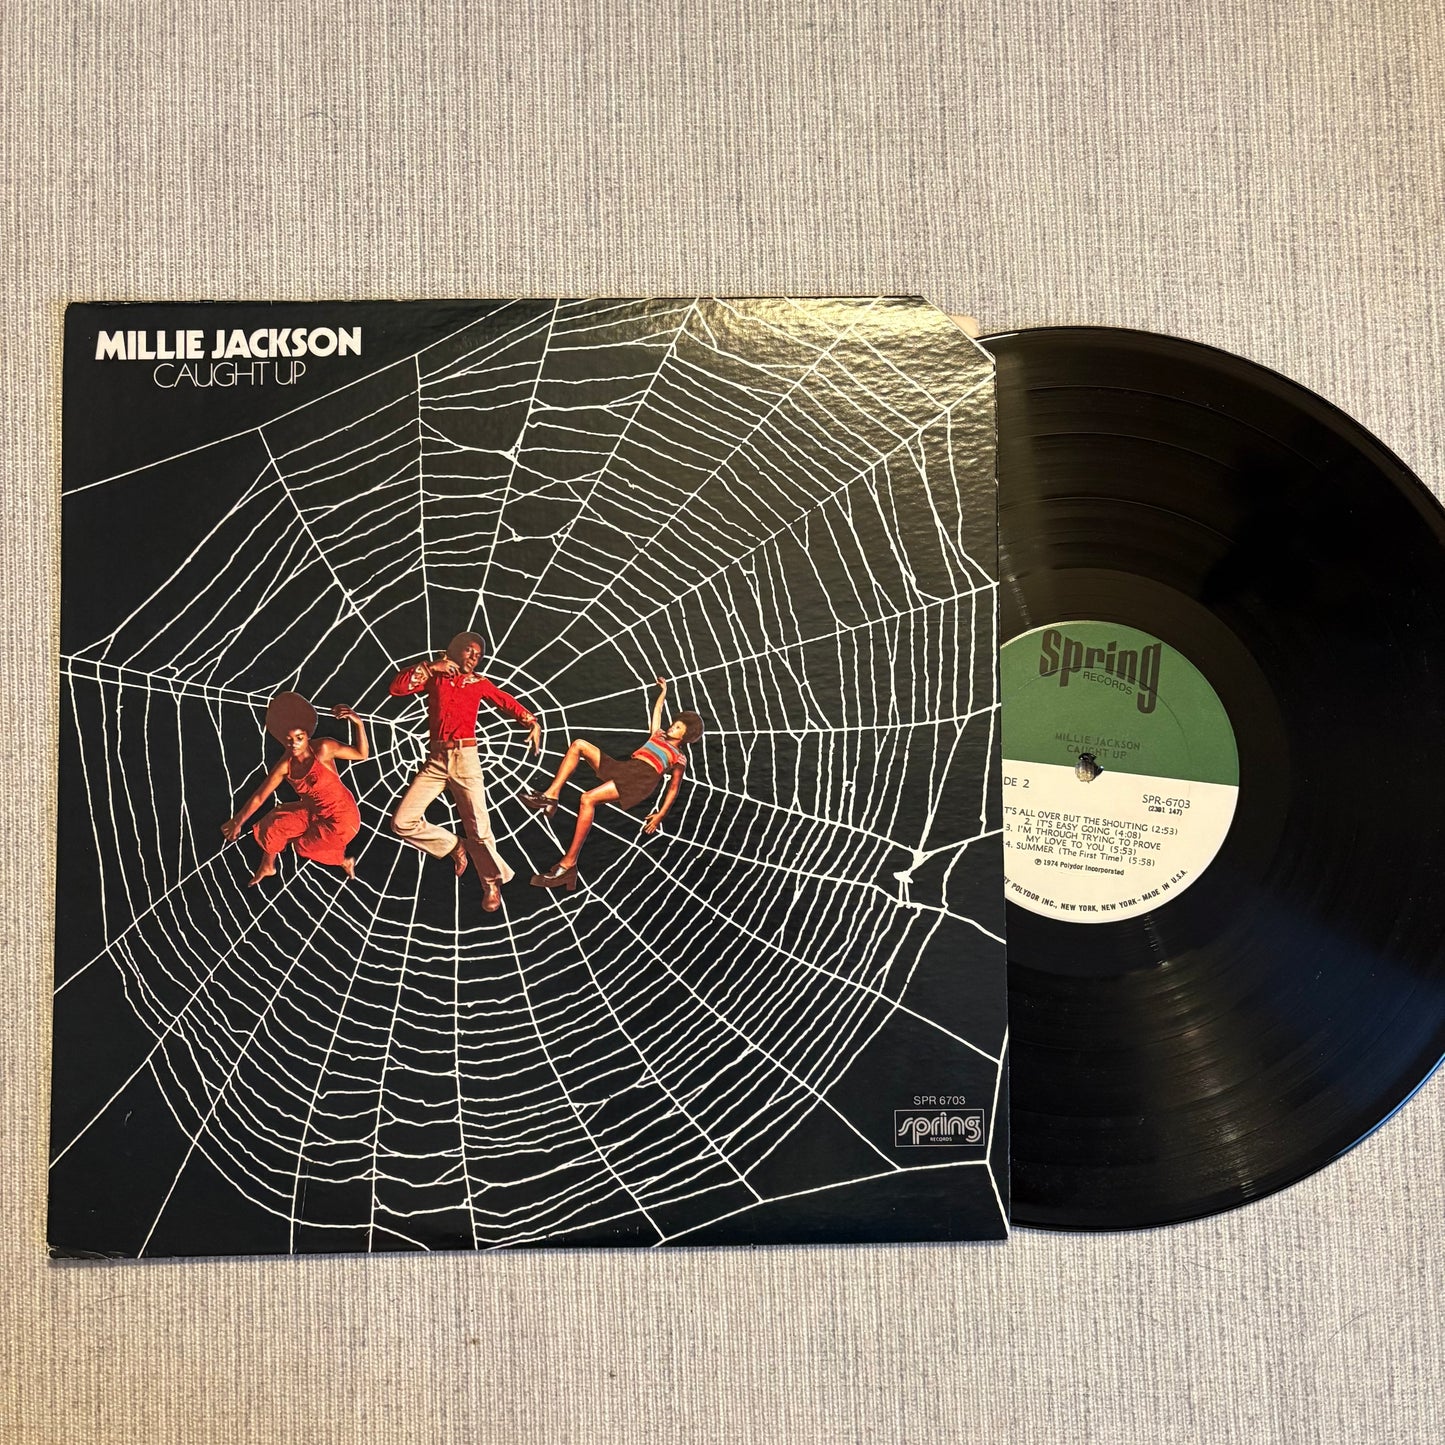 MILLIE JACKSON
CAUGHT UP
SPR 6703
spring
RECORDS
spring
RECORDS
MILLIE JACKSON
CAUGHT UP
DE 2
SPR-6703
(2391 147)
T'S ALL OVER BUT THE SHOUTING (2:53)
2. IT'S EASY GOING (4:08)
3. I'M THROUGH TRYING TO PROVE
MY LOVE TO YOU (5:53)
4. SUMMER (The First Time) (5:58)
℗ 1974 Polydor Incorporated
BY POLYDOR INC., NEW YORK, NEW YORK - MADE IN U.S.A.